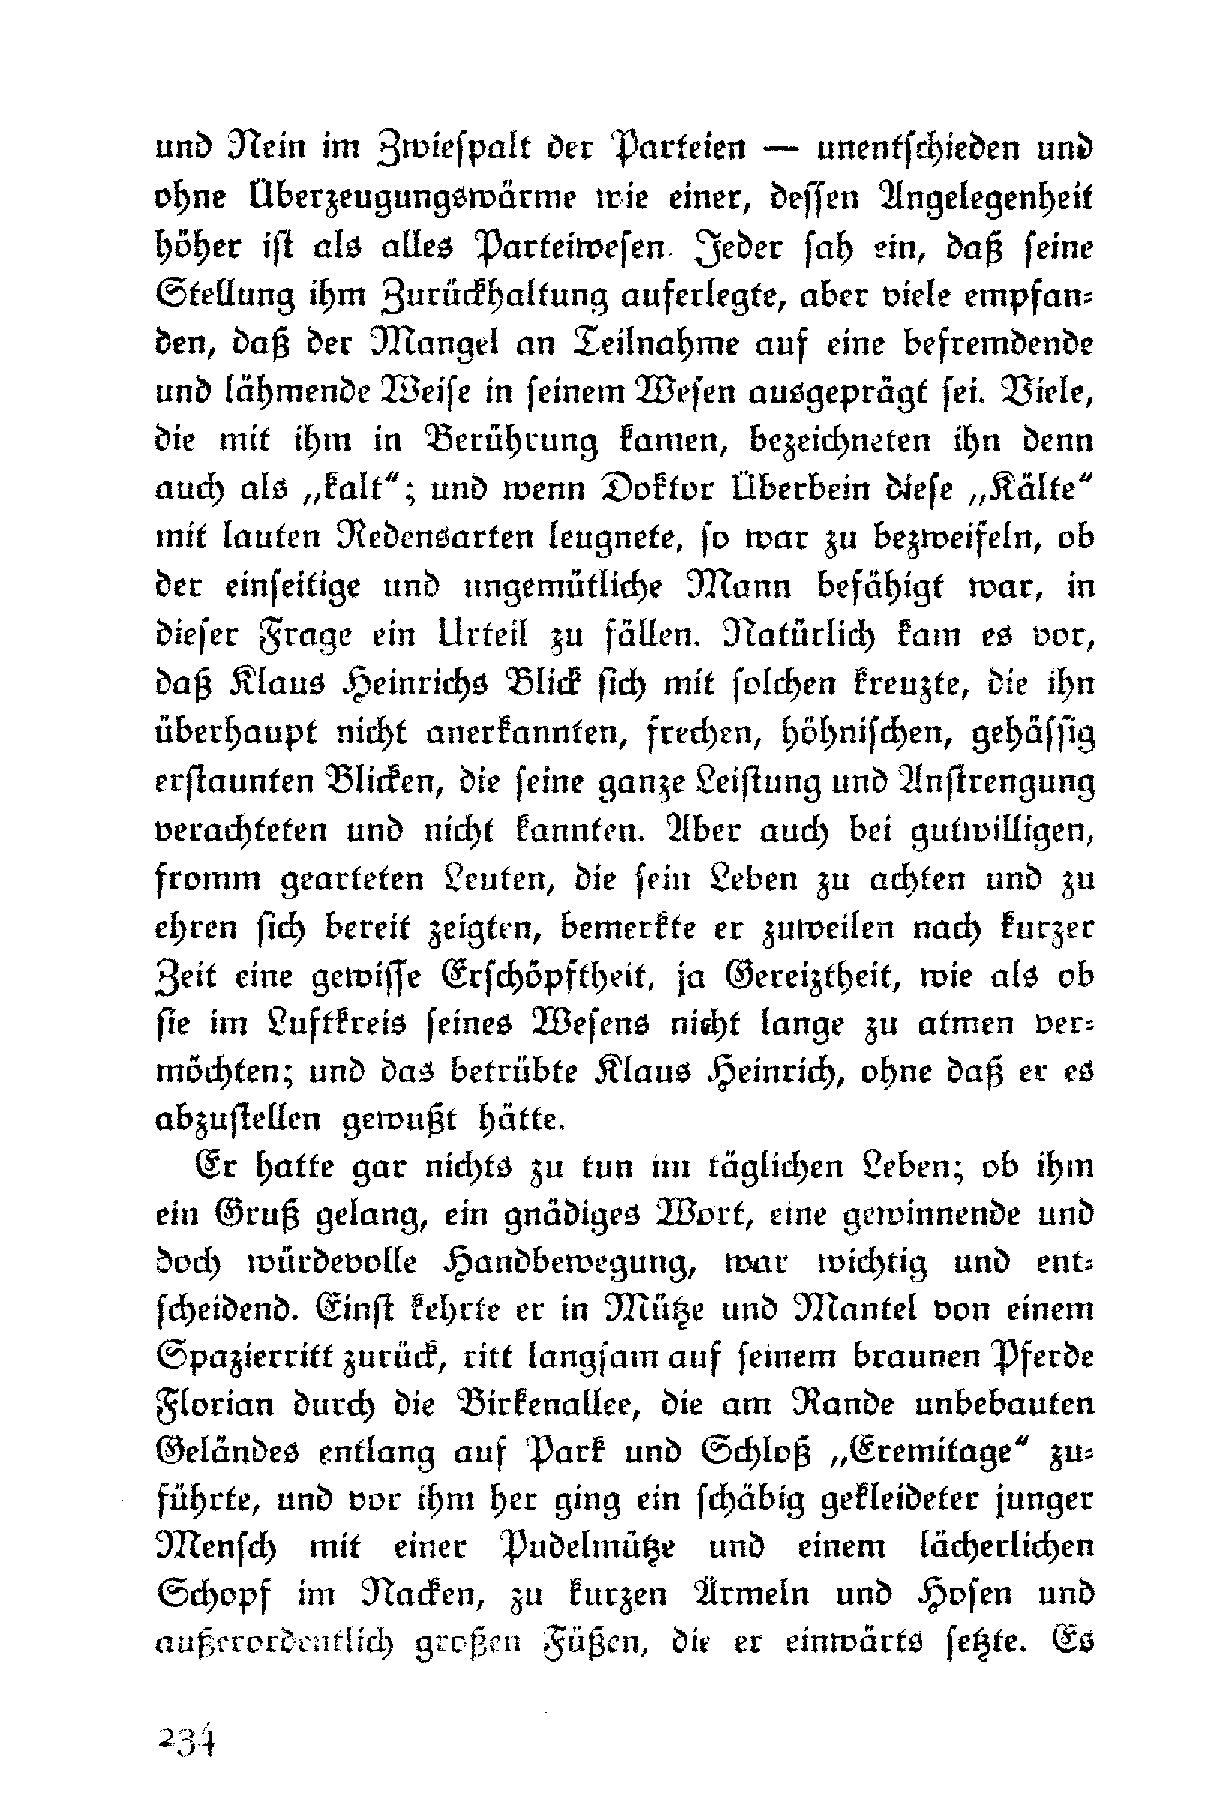 und Nein im Zwiespalt der Parteien — unentschieden und
ohne Überzeugungswärme wie einer, dessen Angelegenheit
höher ist als alles Parteiwesen. Jeder sah ein, daß seine
Stellung ihm Zurückhaltung auferlegte, aber viele empfan-
den, daß der Mangel an Teilnahme auf eine befremdende
und lähmende Weise in seinem Wesen ausgeprägt sei. Viele,
die mit ihm in Berührung kamen, bezeichneten ihn denn
auch als „kalt“; und wenn Doktor Überbein diese „Kälte“
mit lauten Redensarten leugnete, so war zu bezweifeln, ob
der einseitige und ungemütliche Mann befähigt war, in
dieser Frage ein Urteil zu fällen. Natürlich kam es vor,
daß Klaus Heinrichs Blick sich mit solchen kreuzte, die ihn
überhaupt nicht anerkannten, frechen, höhnischen, gehässig
erstaunten Blicken, die seine ganze Leistung und Anstrengung
verachteten und nicht kannten. Aber auch bei gutwilligen,
fromm gearteten Leuten, die sein Leben zu achten und zu
ehren sich bereit zeigten, bemerkte er zuweilen nach kurzer
Zeit eine gewisse Erschöpftheit, ja Gereiztheit, wie als ob
sie im Luftkreis seines Wesens nicht lange zu atmen ver-
möchten; und das betrübte Klaus Heinrich, ohne daß er es
abzustellen gewußt hätte.
Er hatte gar nichts zu tun im täglichen Leben; ob ihm
ein Gruß gelang, ein gnädiges Wort, eine gewinnende und
doch würdevolle Handbewegung, war wichtig und ent-
scheidend. Einst kehrte er in Mütze und Mantel von einem
Spazierritt zurück, ritt langsam auf seinem braunen Pferde
Florian durch die Birkenallee, die am Rande unbebauten
Geländes entlang auf Park und Schloß „Eremitage“ zu-
führte, und vor ihm her ging ein schäbig gekleideter junger
Mensch mit einer Pudelmütze und einem lächerlichen
Schopf im Nacken, zu kurzen Ärmeln und Hosen und
außerordentlich großen Füßen, die er einwärts setzte. Es
234